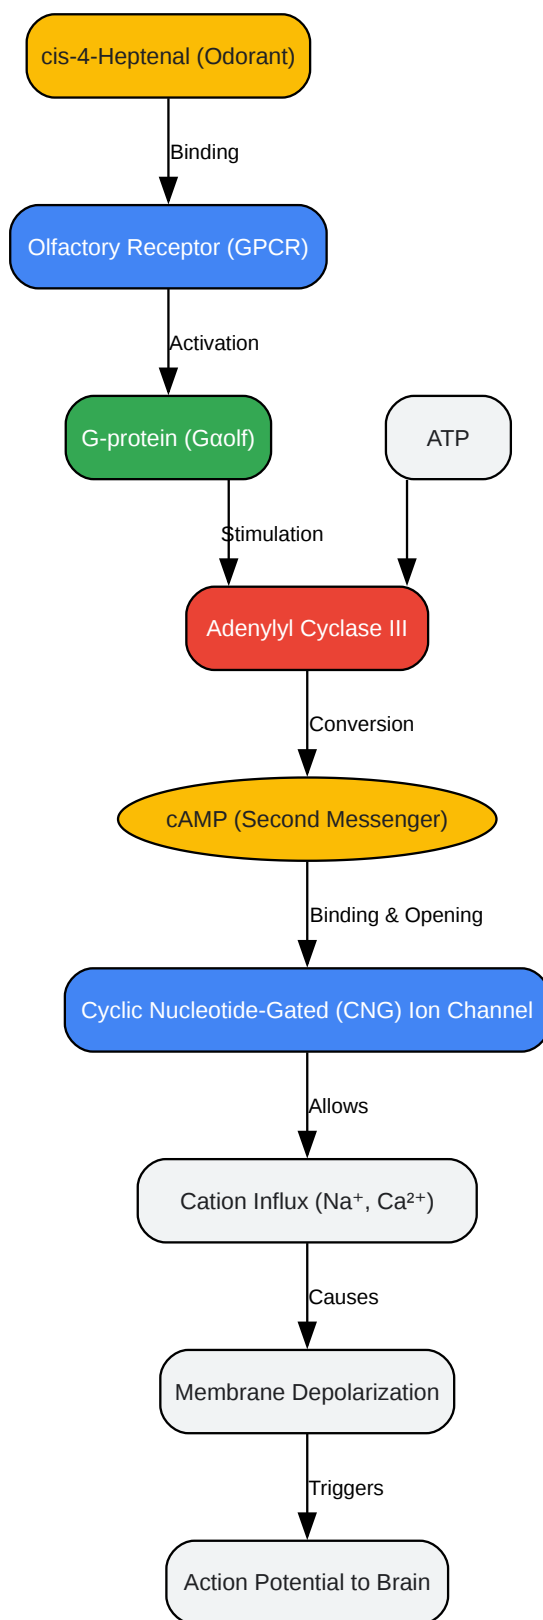 cis-4-Heptenal (Odorant)
Binding
Olfactory Receptor (GPCR)
Activation
G-protein (Gαolf)
ATP
Stimulation
Adenylyl Cyclase III
Conversion
cAMP (Second Messenger)
Binding & Opening
Cyclic Nucleotide-Gated (CNG) Ion Channel
Allows
Cation Influx (Na⁺, Ca²⁺)
Causes
Membrane Depolarization
Triggers
Action Potential to Brain